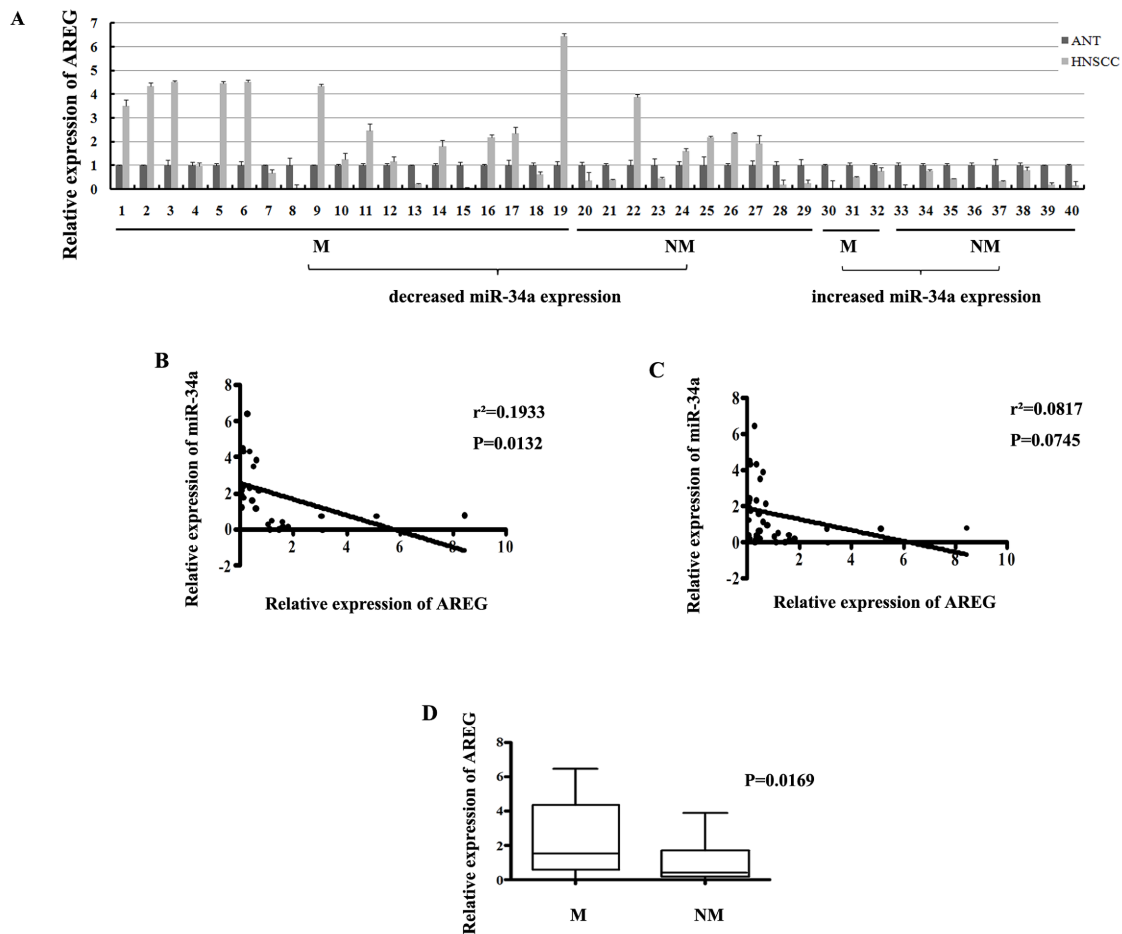 A
Relative expression of AREG
7
6
5
4
3
2
1
0
ANT
HNSCC
1 2 3 4 5 6 7 8 9 10 11 12 13 14 15 16 17 18 19 20 21 22 23 24 25 26 27 28 29 30 31 32 33 34 35 36 37 38 39 40
M NM M NM
decreased miR-34a expression increased miR-34a expression
B
Relative expression of miR-34a
8
6
4
2
0
-2
2 4 6 8 10
r²=0.1933
P=0.0132
Relative expression of AREG
C
Relative expression of miR-34a
8
6
4
2
0
-2
2 4 6 8 10
r²=0.0817
P=0.0745
Relative expression of AREG
D
Relative expression of AREG
8
6
4
2
0
P=0.0169
M NM